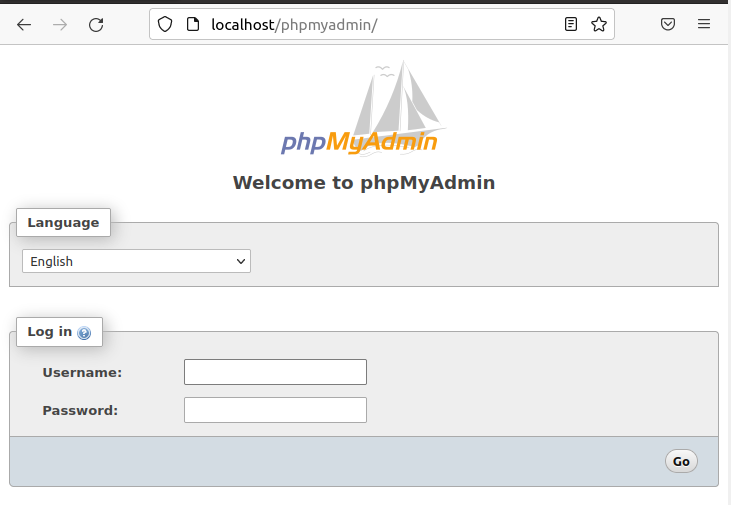 localhost/phpmyadmin/
phpMyAdmin
Welcome to phpMyAdmin
Language
English
Log in ?
Username:
Password:
Go